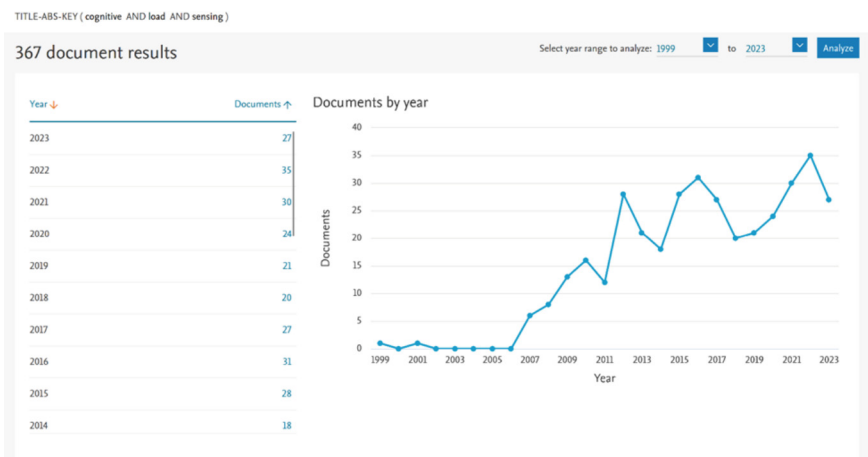 TITLE-ABS-KEY ( cognitive AND load AND sensing )
367 document results
Select year range to analyze: 1999 to 2023 Analyze
Year Documents
2023 27
2022 35
2021 30
2020 24
2019 21
2018 20
2017 27
2016 31
2015 28
2014 18
Documents by year
40
35
30
25
20
15
10
5
0
Documents
1999 2001 2003 2005 2007 2009 2011 2013 2015 2017 2019 2021 2023
Year